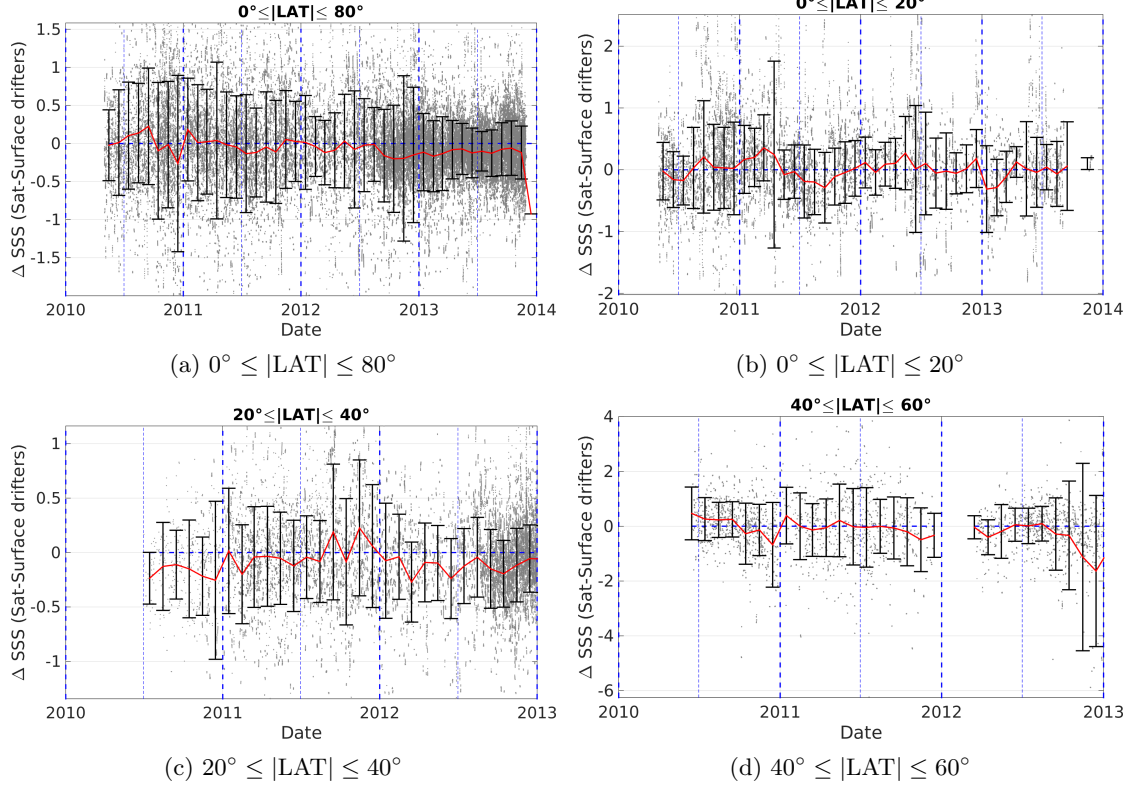 0°≤|LAT|≤ 80°
Δ SSS (Sat-Surface drifters)
1.5
1
0.5
0
-0.5
-1
-1.5
2010 2011 2012 2013 2014
Date
(a) 0° ≤ |LAT| ≤ 80°
0°≤|LAT|≤ 20°
Δ SSS (Sat-Surface drifters)
2
1
0
-1
-2
2010 2011 2012 2013 2014
Date
(b) 0° ≤ |LAT| ≤ 20°
20°≤|LAT|≤ 40°
Δ SSS (Sat-Surface drifters)
1
0.5
0
-0.5
-1
2010 2011 2012 2013
Date
(c) 20° ≤ |LAT| ≤ 40°
40°≤|LAT|≤ 60°
Δ SSS (Sat-Surface drifters)
4
2
0
-2
-4
-6
2010 2011 2012 2013
Date
(d) 40° ≤ |LAT| ≤ 60°